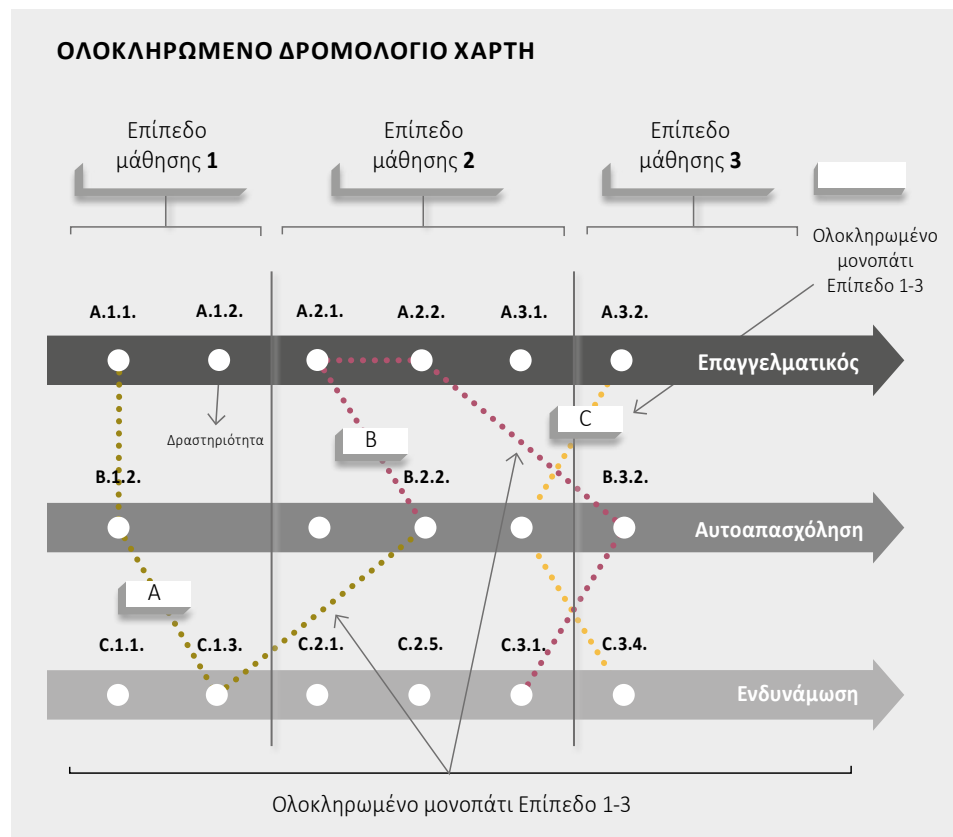 ΟΛΟΚΛΗΡΩΜΕΝΟ ΔΡΟΜΟΛΟΓΙΟ ΧΑΡΤΗ
Επίπεδο
μάθησης 1
Επίπεδο
μάθησης 2
Επίπεδο
μάθησης 3
Ολοκληρωμένο
μονοπάτι
Επίπεδο 1-3
A.1.1.
A.1.2.
A.2.1.
A.2.2.
A.3.1.
A.3.2.
Επαγγελματικός
Δραστηριότητα
B
C
B.1.2.
B.2.2.
B.3.2.
Αυτοαπασχόληση
A
C.1.1.
C.1.3.
C.2.1.
C.2.5.
C.3.1.
C.3.4.
Ενδυνάμωση
Ολοκληρωμένο μονοπάτι Επίπεδο 1-3